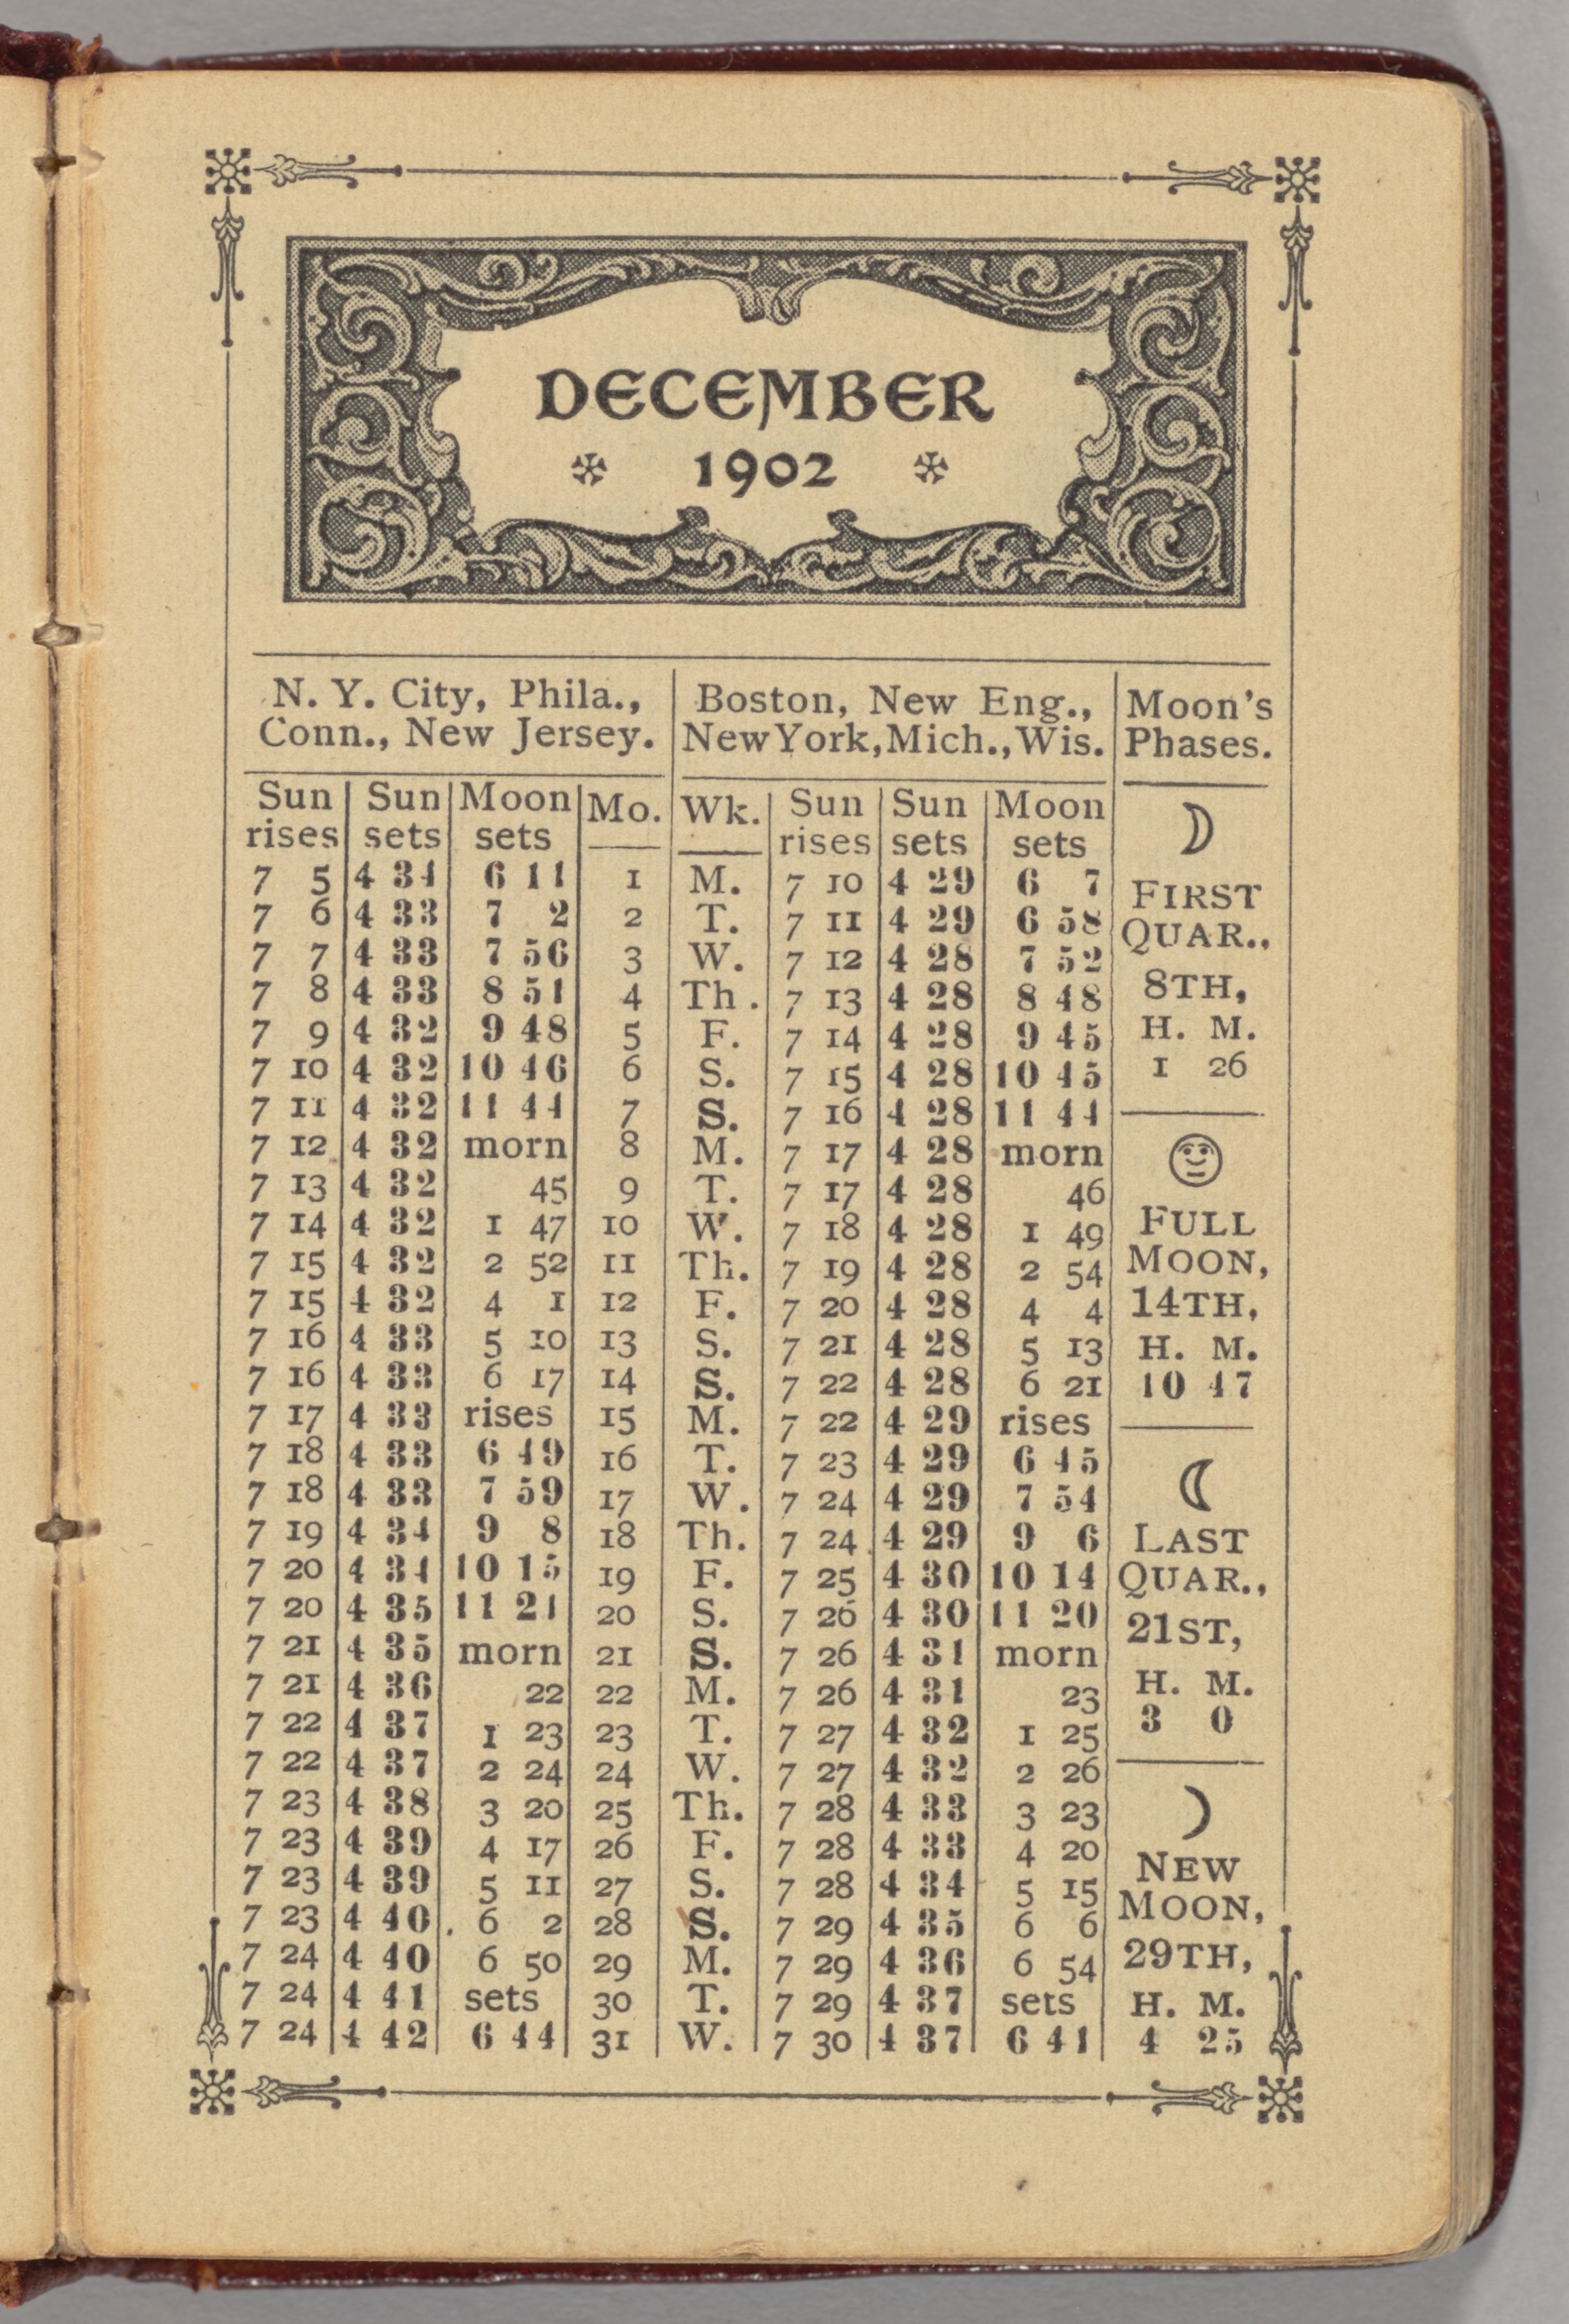 DECEMBER
1902
N. Y. City, Phila., Boston, New Eng., Moon's
Conn., New Jersey. New York, Mich., Wis. Phases.
Sun Sun Moon Mo. Wk. Sun Sun Moon
rises sets sets rises sets sets
7 5 4 34 6 11 1 M. 7 10 4 29 6 7
7 6 4 33 7 2 2 T. 7 11 4 29 6 58
7 7 4 33 7 56 3 W. 7 12 4 28 7 52
7 8 4 33 8 51 4 Th. 7 13 4 28 8 48
7 9 4 32 9 48 5 F. 7 14 4 28 9 45
7 10 4 32 10 46 6 S. 7 15 4 28 10 45
7 11 4 32 11 44 7 S. 7 16 4 28 11 44
7 12 4 32 morn 8 M. 7 17 4 28 morn
7 13 4 32 45 9 T. 7 17 4 28 46
7 14 4 32 1 47 10 W. 7 18 4 28 1 49
7 15 4 32 2 52 11 Th. 7 19 4 28 2 54
7 15 4 32 4 1 12 F. 7 20 4 28 4 4
7 16 4 33 5 10 13 S. 7 21 4 28 5 13
7 16 4 33 6 17 14 S. 7 22 4 28 6 21
7 17 4 33 rises 15 M. 7 22 4 29 rises
7 18 4 33 6 49 16 T. 7 23 4 29 6 45
7 18 4 33 7 59 17 W. 7 24 4 29 7 54
7 19 4 34 9 8 18 Th. 7 24 4 29 9 6
7 20 4 34 10 15 19 F. 7 25 4 30 10 14
7 20 4 35 11 21 20 S. 7 26 4 30 11 20
7 21 4 35 morn 21 S. 7 26 4 31 morn
7 21 4 36 22 22 M. 7 26 4 31 23
7 22 4 37 1 23 23 T. 7 27 4 32 1 25
7 22 4 37 2 24 24 W. 7 27 4 32 2 26
7 23 4 38 3 20 25 Th. 7 28 4 33 3 23
7 23 4 39 4 17 26 F. 7 28 4 33 4 20
7 23 4 39 5 11 27 S. 7 28 4 34 5 15
7 23 4 40 6 2 28 S. 7 29 4 35 6 6
7 24 4 40 6 50 29 M. 7 29 4 36 6 54
7 24 4 41 sets 30 T. 7 29 4 37 sets
7 24 4 42 6 44 31 W. 7 30 4 37 6 41
FIRST
QUAR.,
8TH,
H. M.
1 26
FULL
MOON,
14TH,
H. M.
10 47
LAST
QUAR.,
21ST,
H. M.
3 0
NEW
MOON,
29TH,
H. M.
4 25